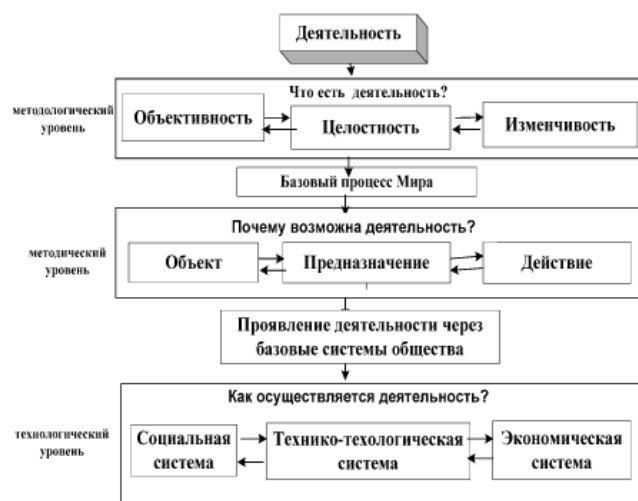 Деятельность
Что есть деятельность?
методологический
уровень
Объективность
Целостность
Изменчивость
Базовый процесс Мира
Почему возможна деятельность?
методический
уровень
Объект
Предназначение
Действие
Проявление деятельности через
базовые системы общества
Как осуществляется деятельность?
технологический
уровень
Социальная
система
Технико-техологическая
система
Экономическая
система